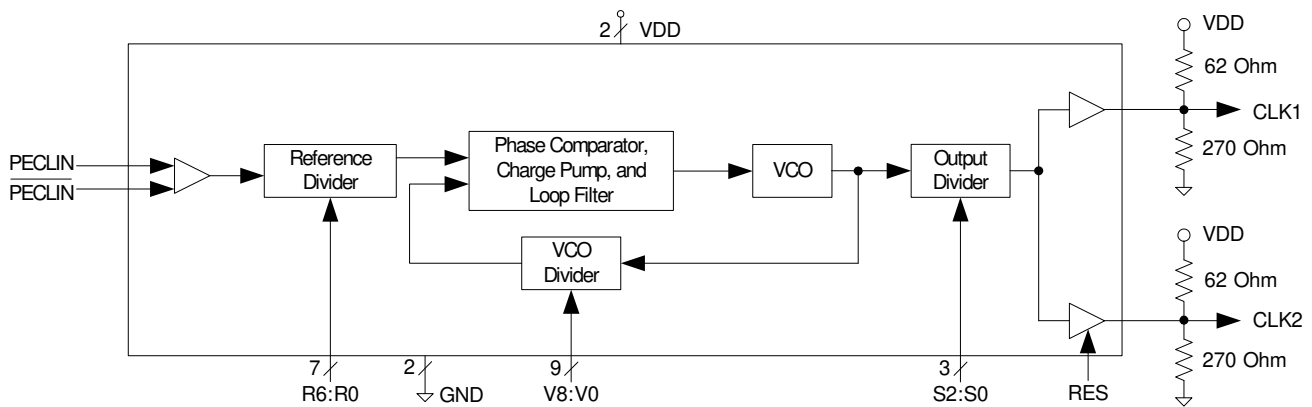 2
VDD
VDD
62 Ohm
CLK1
270 Ohm
PECLIN
PECLIN
Reference
Divider
Phase Comparator,
Charge Pump, and
Loop Filter
VCO
Output
Divider
VCO
Divider
VDD
62 Ohm
CLK2
270 Ohm
7
R6:R0
2
GND
9
V8:V0
3
S2:S0
RES